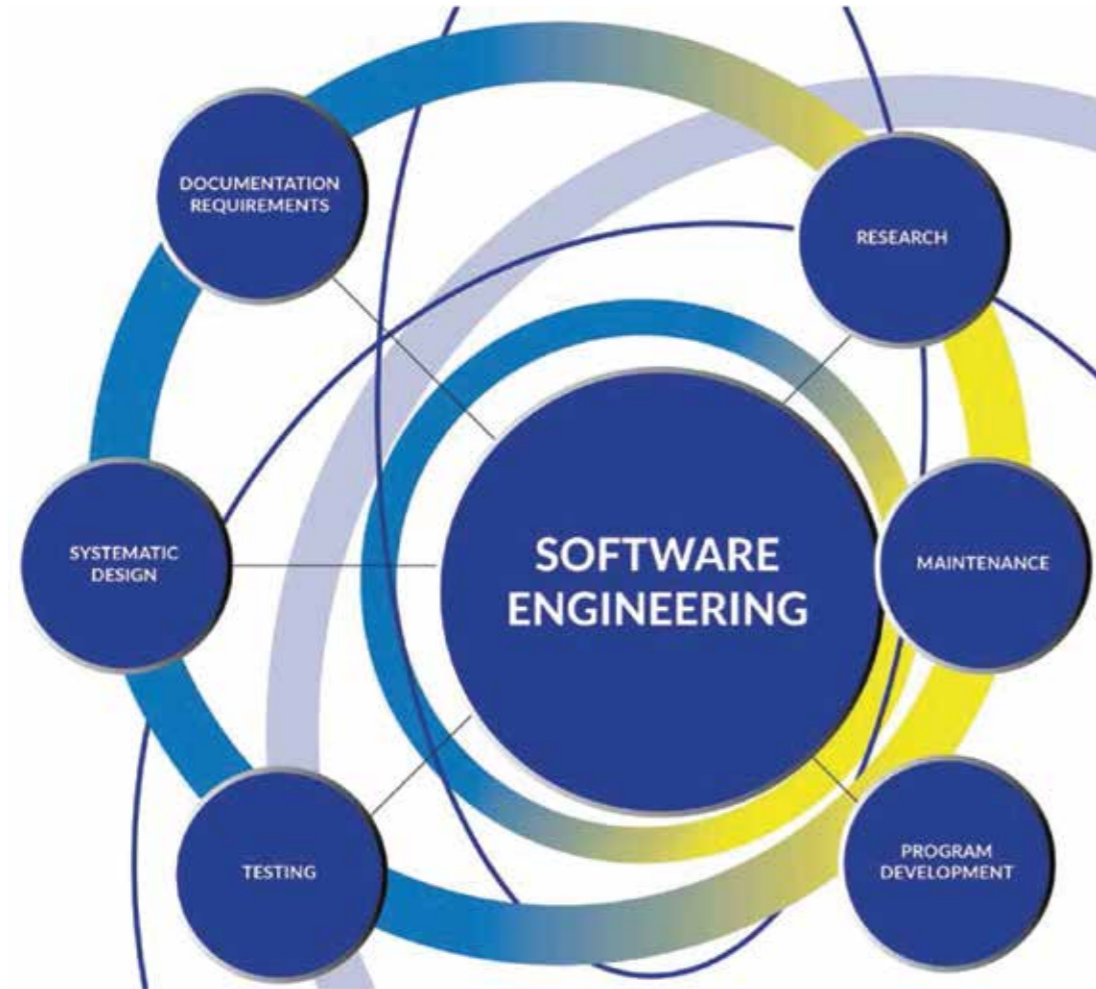 DOCUMENTATION
REQUIREMENTS
RESEARCH
SYSTEMATIC
DESIGN
SOFTWARE
ENGINEERING
MAINTENANCE
TESTING
PROGRAM
DEVELOPMENT